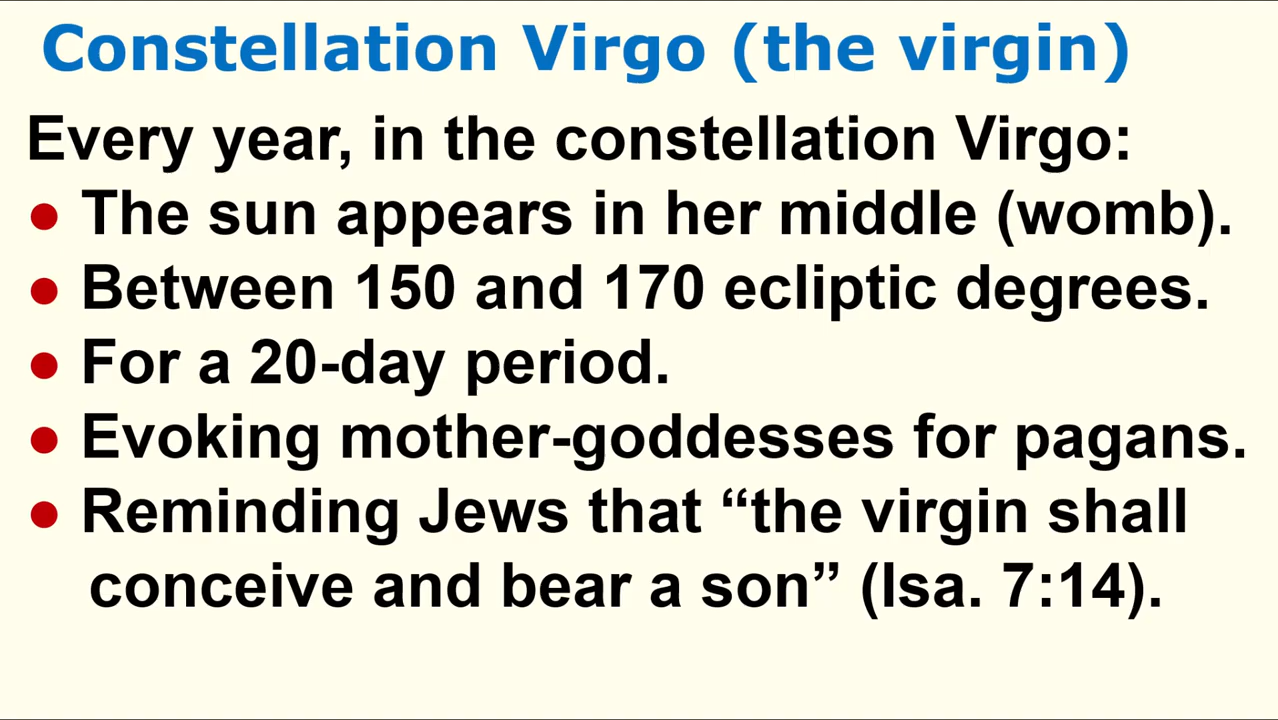 Constellation Virgo (the virgin)
Every year, in the constellation Virgo:
● The sun appears in her middle (womb).
● Between 150 and 170 ecliptic degrees.
● For a 20-day period.
● Evoking mother-goddesses for pagans.
● Reminding Jews that “the virgin shall
conceive and bear a son” (Isa. 7:14).